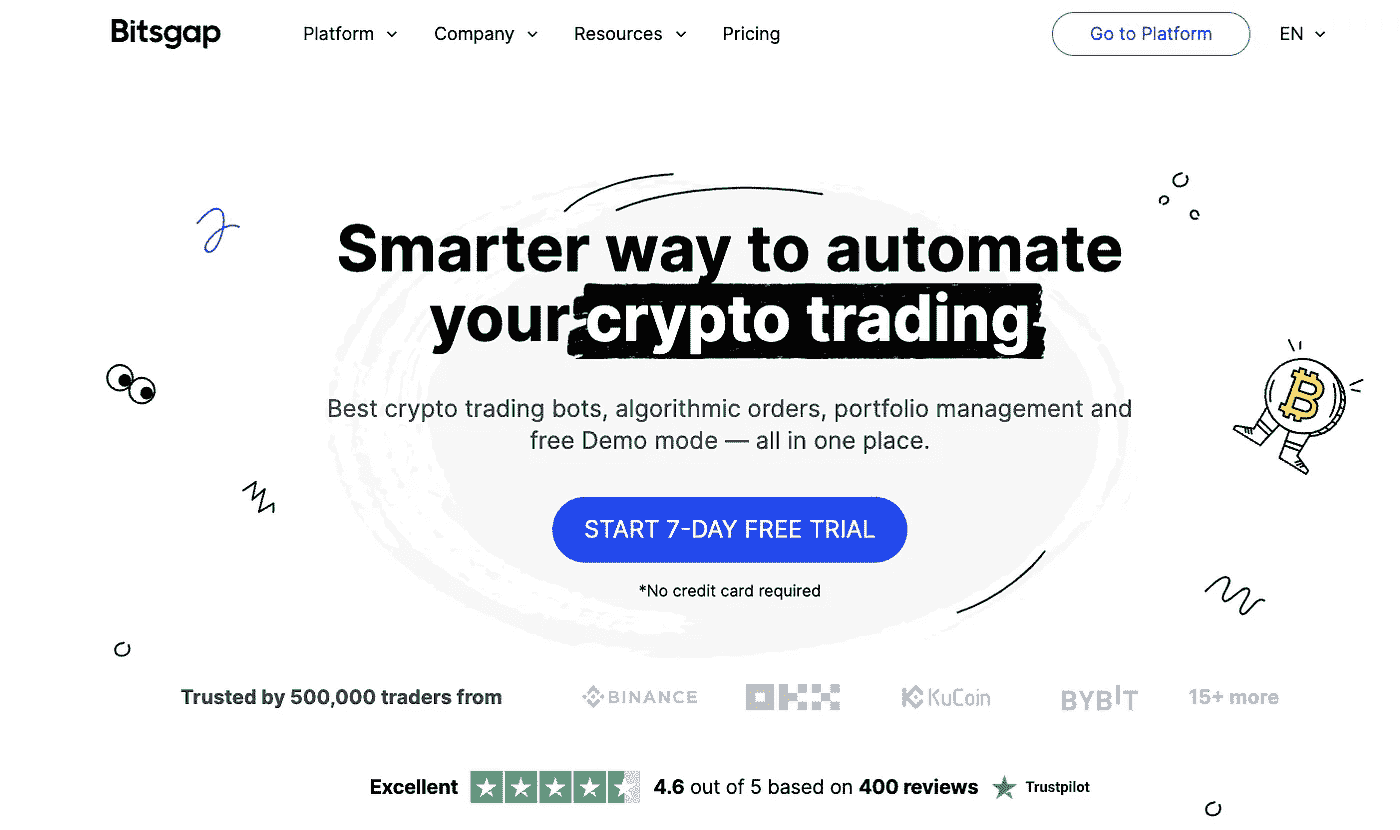 Bitsgap Platform Company Resources Pricing Go to Platform EN
Smarter way to automate
your crypto trading
Best crypto trading bots, algorithmic orders, portfolio management and
free Demo mode — all in one place.
START 7-DAY FREE TRIAL
*No credit card required
Trusted by 500,000 traders from BINANCE OKX KuCoin BYBIT 15+ more
Excellent 4.6 out of 5 based on 400 reviews Trustpilot